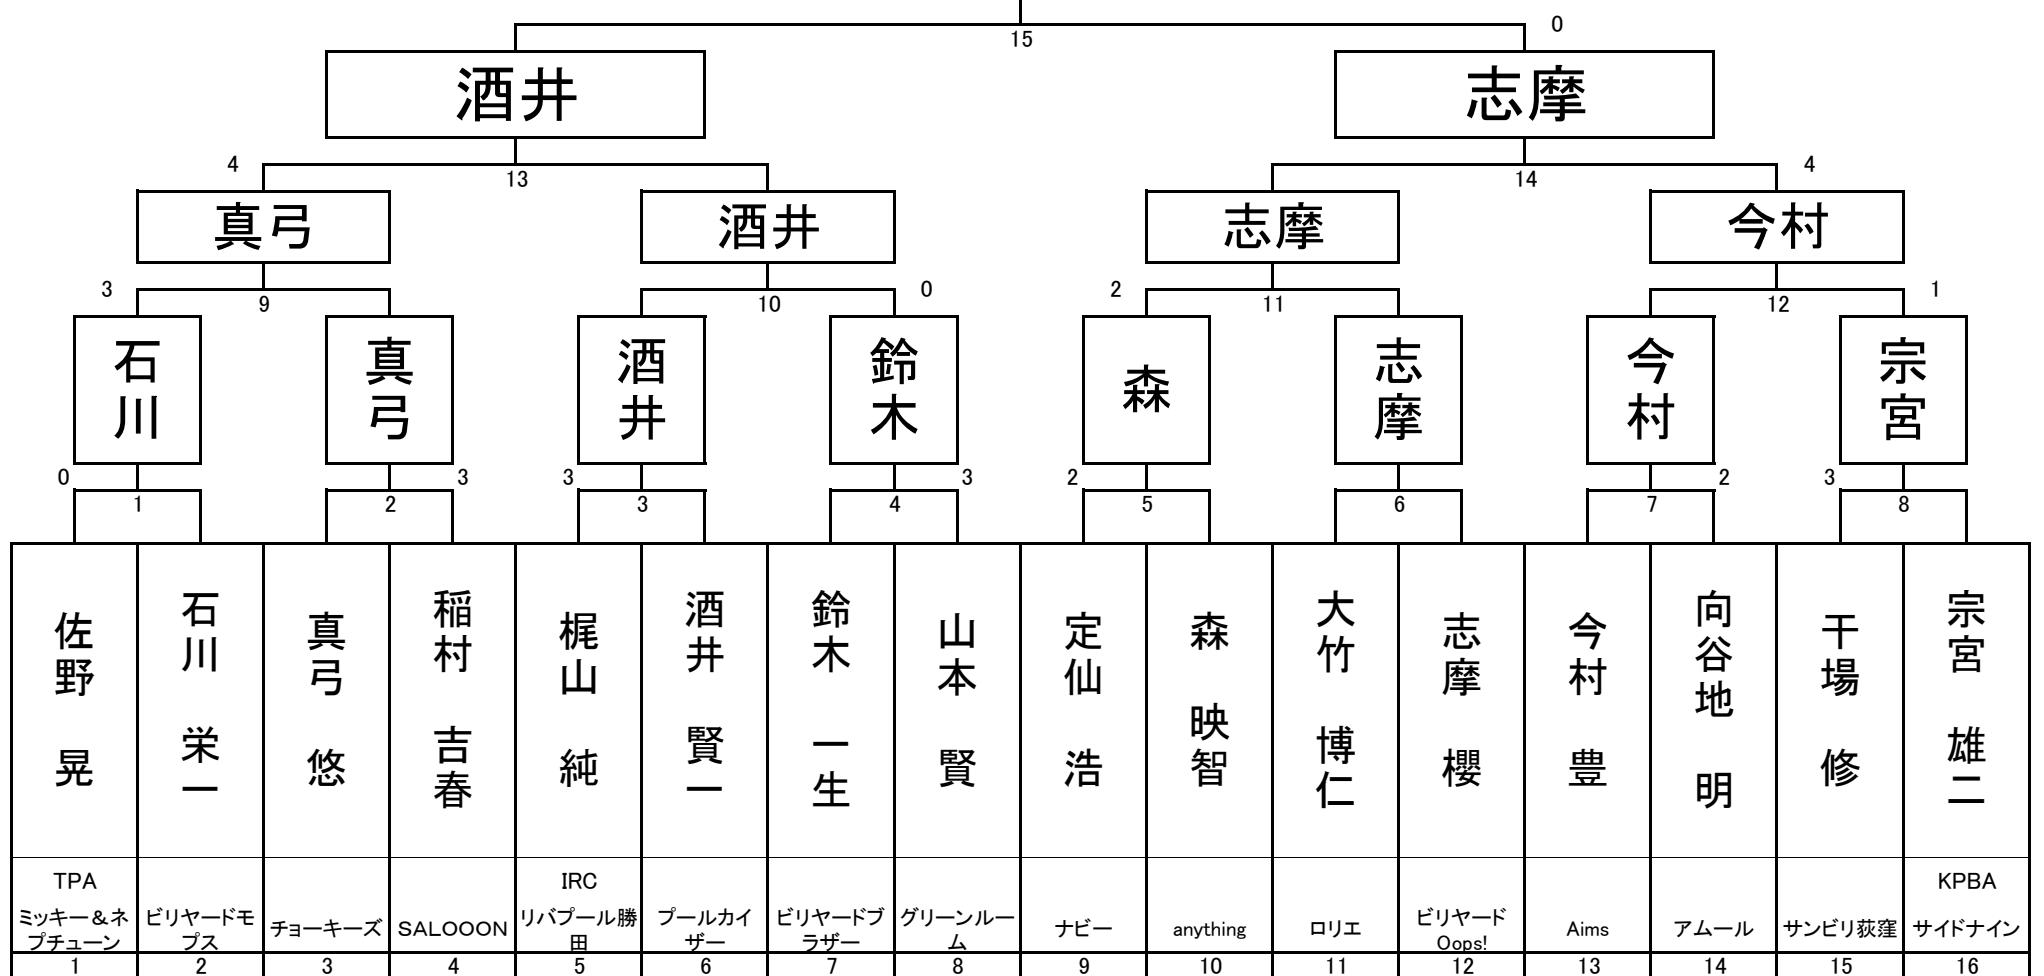 0
15
酒井 志摩
4 4
13 14
真弓 酒井 志摩 今村
3 0 2 1
9 10 11 12
石川 真弓 酒井 鈴木 森 志摩 今村 宗宮
0 3 3 3 2 2 3
1 2 3 4 5 6 7 8
佐野 晃
石川 栄一
真弓 悠
稲村 吉春
梶山 純
酒井 賢一
鈴木 一生
山本 賢
定仙 浩
森 映智
大竹 博仁
志摩 櫻
今村 豊
向谷地 明
干場 修
宗宮 雄二
TPA
ミッキー&ネ
プチューン
ビリヤードモ
プス
チョーキーズ
SALOOON
IRC
リバプール勝
田
プールカイ
ザー
ビリヤードブ
ラザー
グリーンルー
ム
ナビー
anything
ロリエ
ビリヤード
Oops!
Aims
アムール
サンビリ荻窪
KPBA
サイドナイン
1 2 3 4 5 6 7 8 9 10 11 12 13 14 15 16